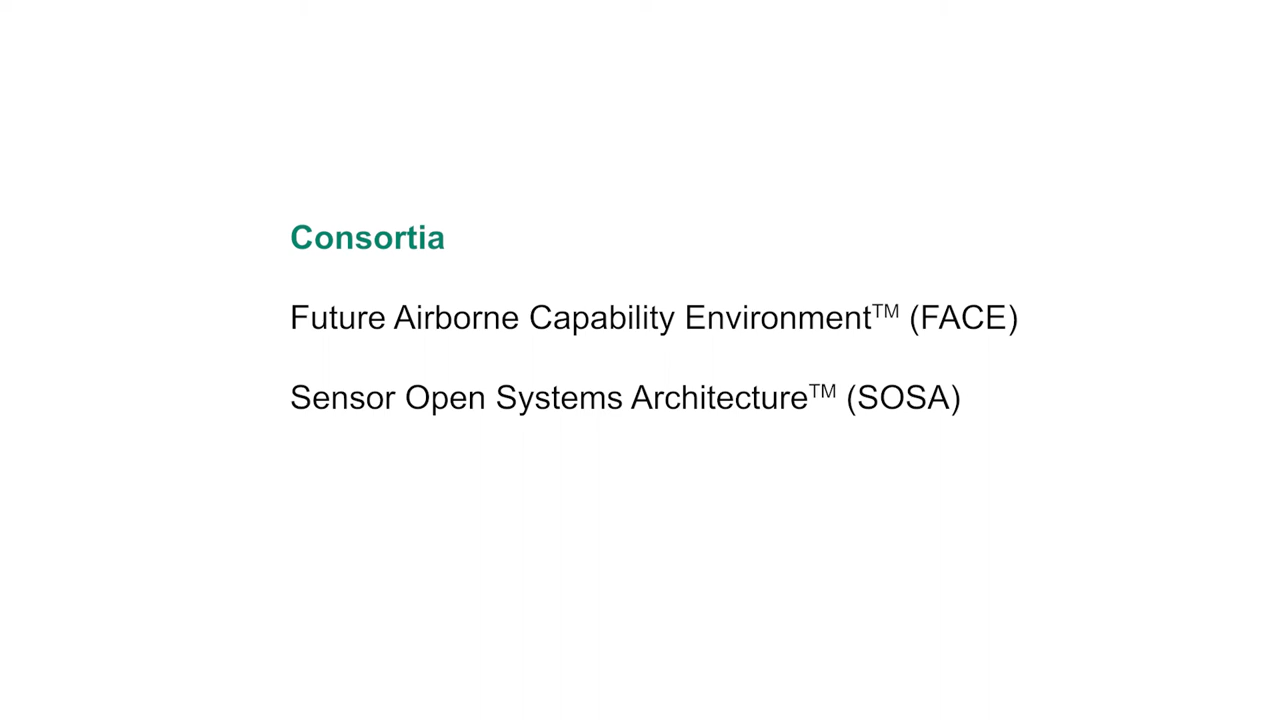 Consortia
Future Airborne Capability Environment™ (FACE)
Sensor Open Systems Architecture™ (SOSA)